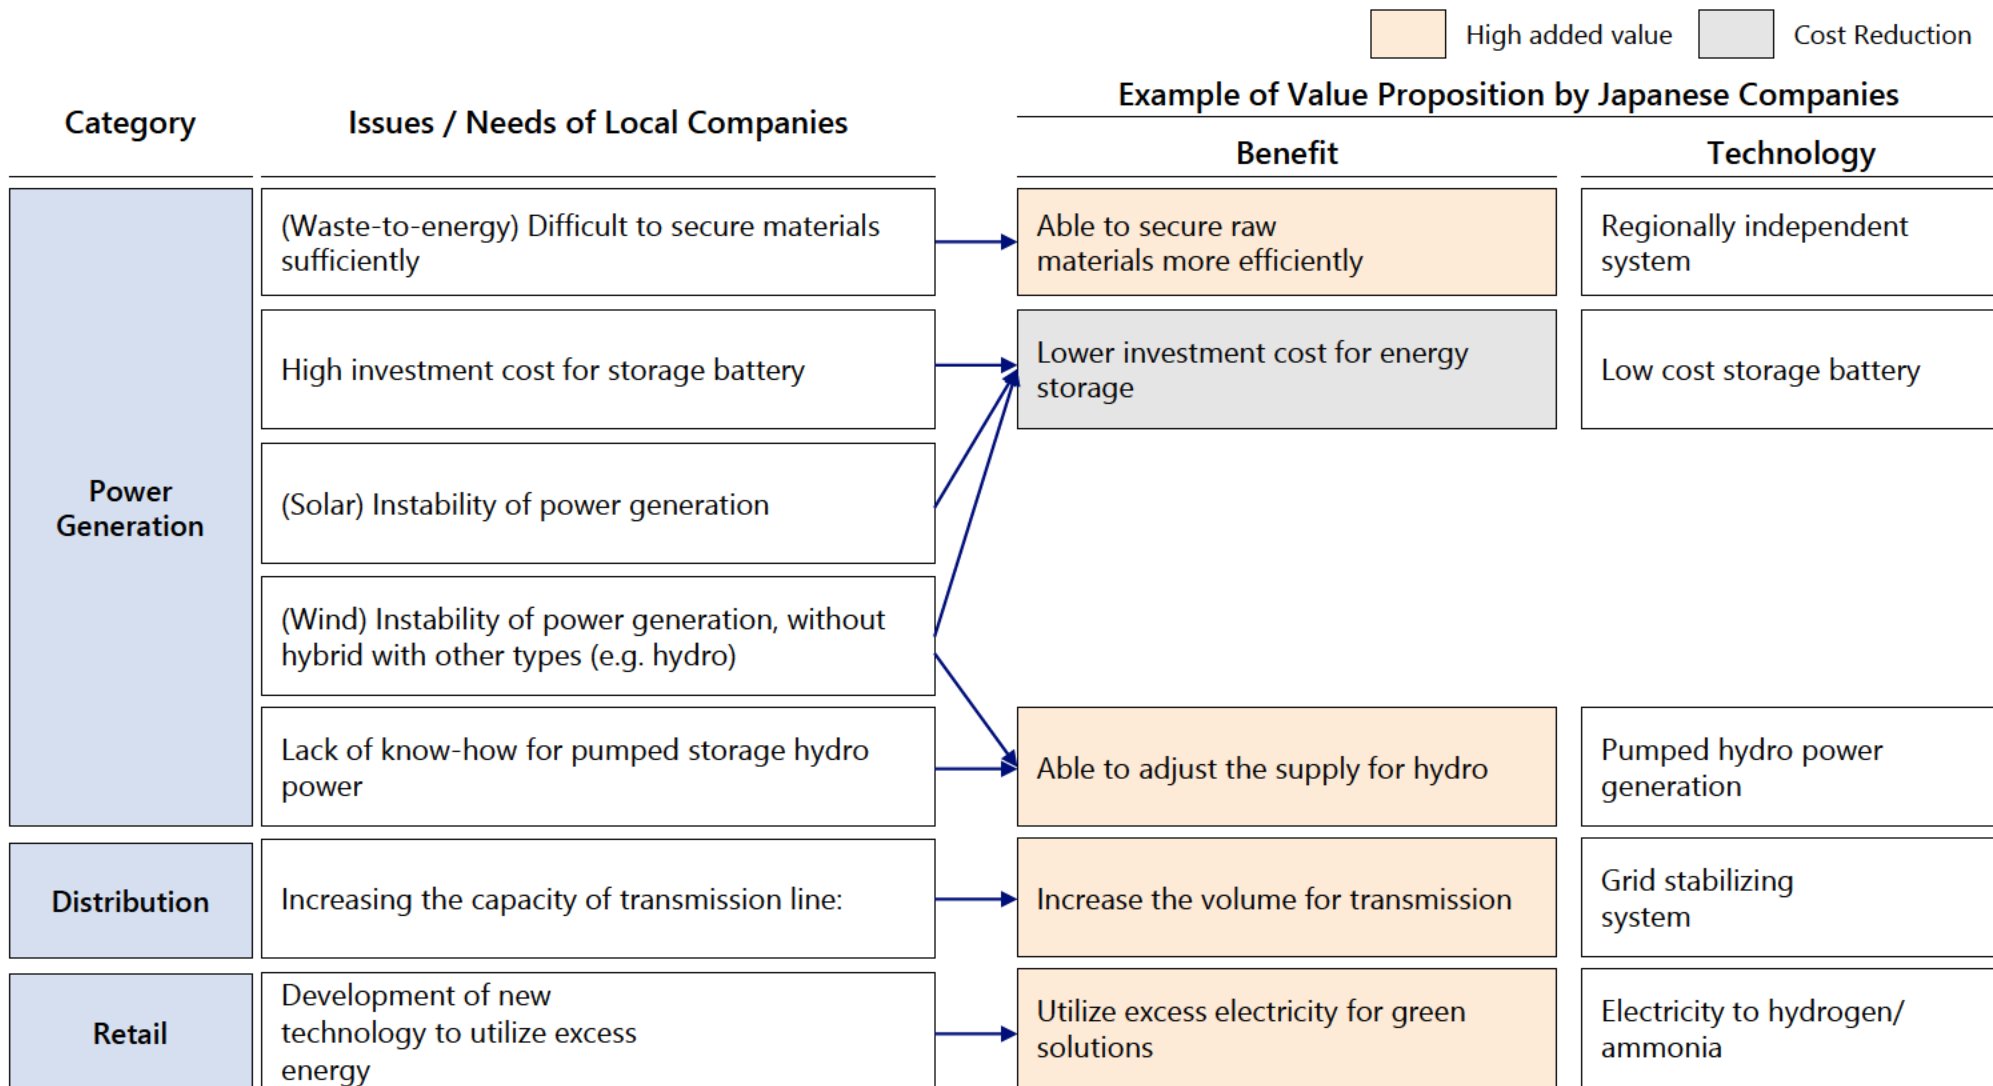 High added value
Cost Reduction
Category
Issues / Needs of Local Companies
Example of Value Proposition by Japanese Companies
Benefit
Technology
Power
Generation
(Waste-to-energy) Difficult to secure materials
sufficiently
Able to secure raw
materials more efficiently
Regionally independent
system
High investment cost for storage battery
Lower investment cost for energy
storage
Low cost storage battery
(Solar) Instability of power generation
(Wind) Instability of power generation, without
hybrid with other types (e.g. hydro)
Lack of know-how for pumped storage hydro
power
Able to adjust the supply for hydro
Pumped hydro power
generation
Distribution
Increasing the capacity of transmission line:
Increase the volume for transmission
Grid stabilizing
system
Retail
Development of new
technology to utilize excess
energy
Utilize excess electricity for green
solutions
Electricity to hydrogen/
ammonia